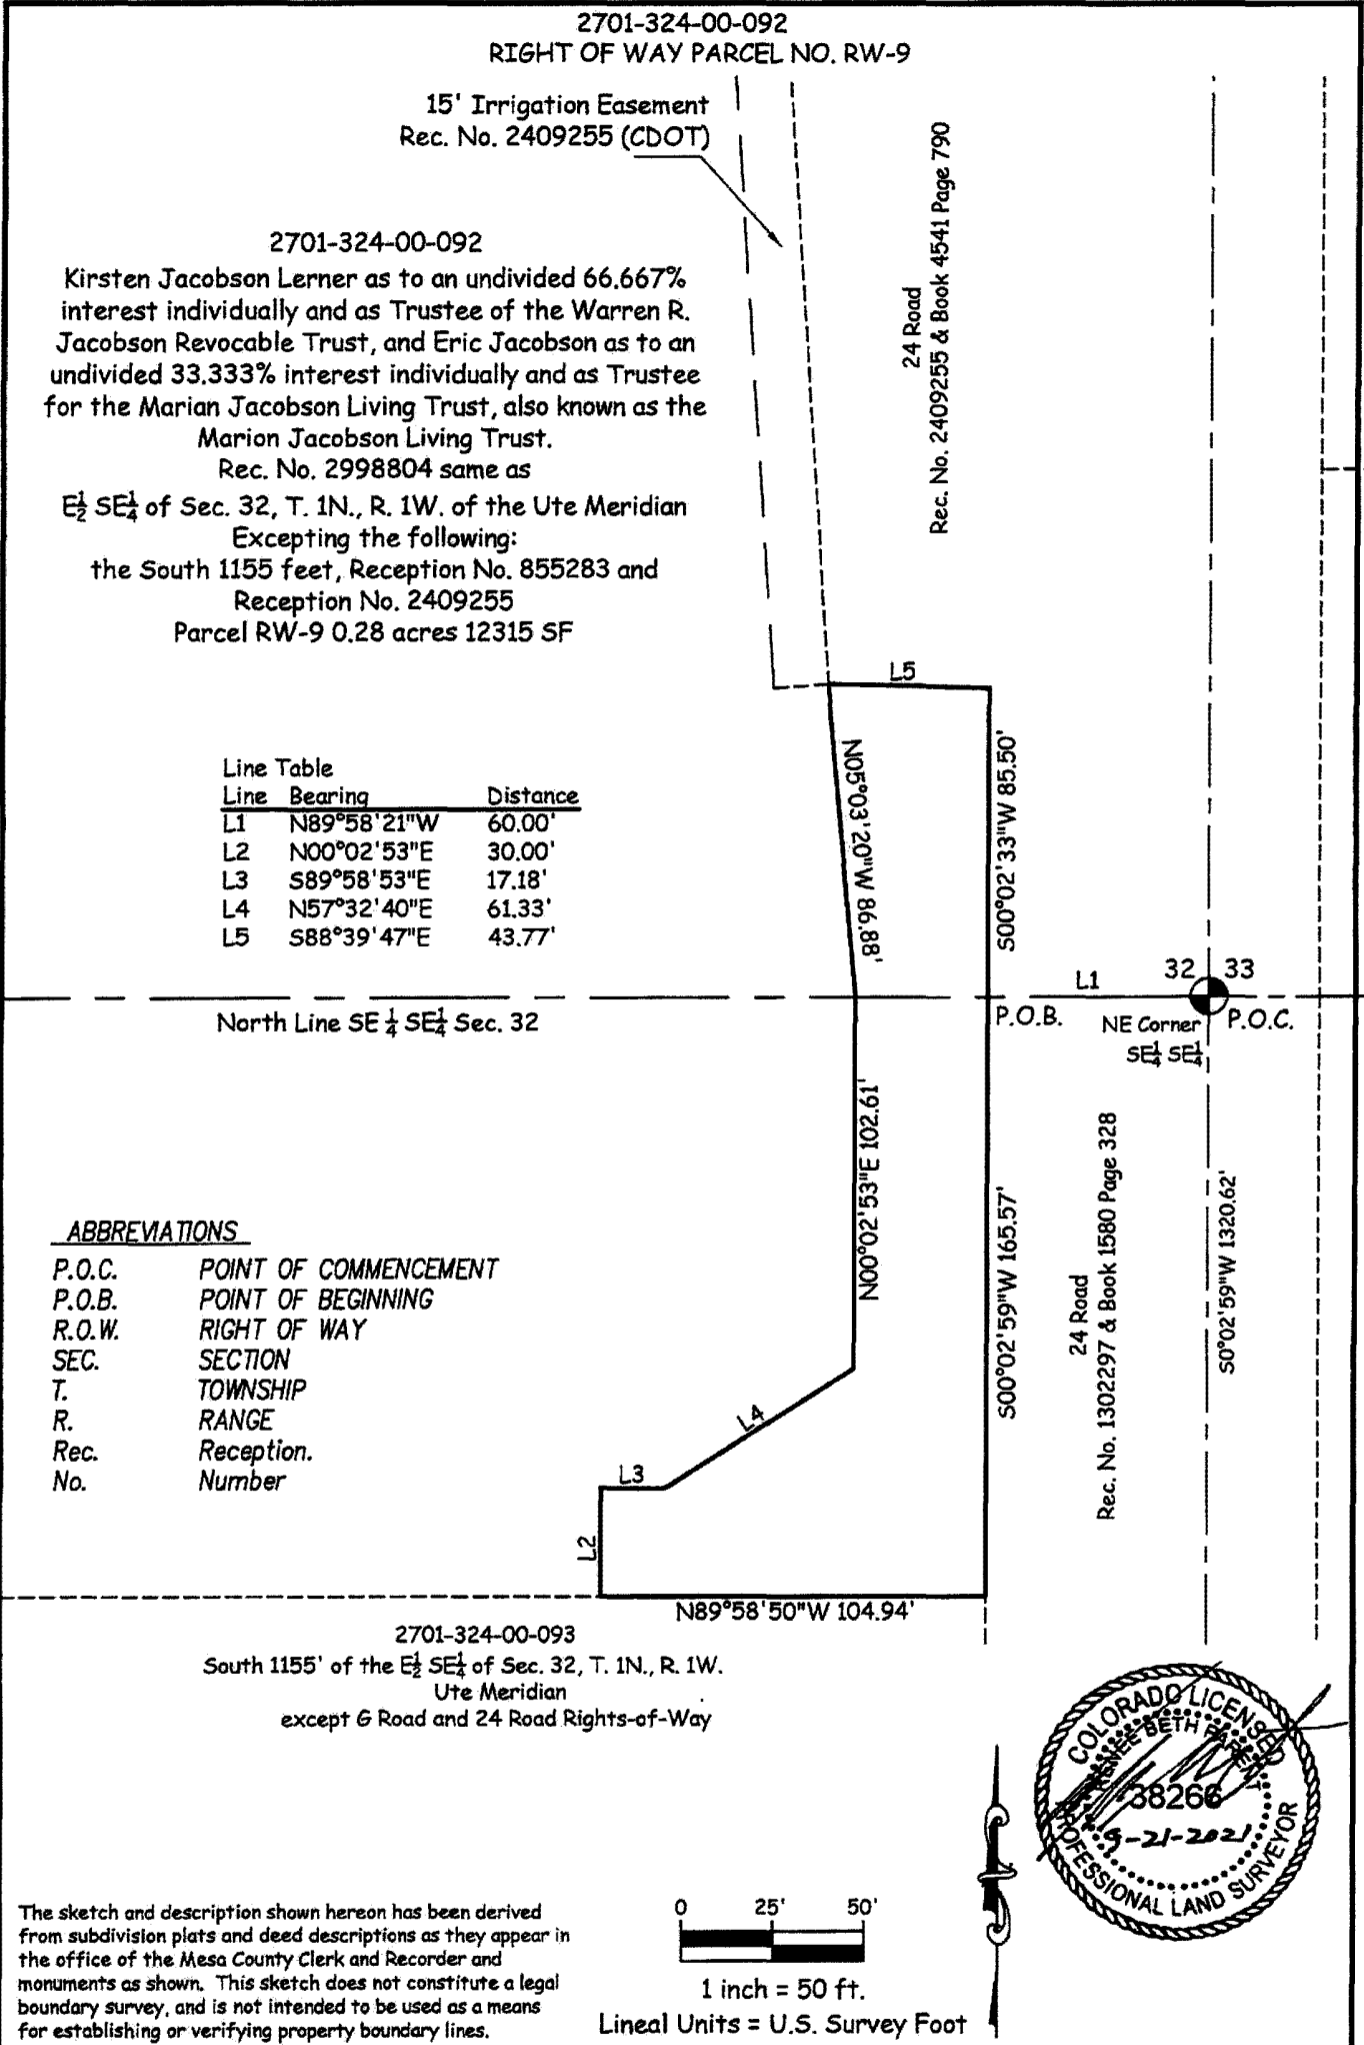 2701-324-00-092
RIGHT OF WAY PARCEL NO. RW-9
15' Irrigation Easement
Rec. No. 2409255 (CDOT)
24 Road
Rec. No. 2409255 & Book 4541 Page 790
2701-324-00-092
Kirsten Jacobson Lerner as to an undivided 66.667%
interest individually and as Trustee of the Warren R.
Jacobson Revocable Trust, and Eric Jacobson as to an
undivided 33.333% interest individually and as Trustee
for the Marian Jacobson Living Trust, also known as the
Marion Jacobson Living Trust.
Rec. No. 2998804 same as
E½ SE¼ of Sec. 32, T. 1N., R. 1W. of the Ute Meridian
Excepting the following:
the South 1155 feet, Reception No. 855283 and
Reception No. 2409255
Parcel RW-9 0.28 acres 12315 SF
L5
N05°03'20"W 86.88'
S00°02'33"W 85.50'
Line Table
Line Bearing Distance
L1 N89°58'21"W 60.00'
L2 N00°02'53"E 30.00'
L3 S89°58'53"E 17.18'
L4 N57°32'40"E 61.33'
L5 S88°39'47"E 43.77'
L1
32 33
North Line SE ¼ SE¼ Sec. 32
P.O.B.
NE Corner
SE¼ SE¼
P.O.C.
N00°02'53"E 102.61'
S00°02'59"W 165.57'
24 Road
Rec. No. 1302297 & Book 1580 Page 328
S0°02'59"W 1320.62'
ABBREVIATIONS
P.O.C. POINT OF COMMENCEMENT
P.O.B. POINT OF BEGINNING
R.O.W. RIGHT OF WAY
SEC. SECTION
T. TOWNSHIP
R. RANGE
Rec. Reception.
No. Number
L4
L3
L2
N89°58'50"W 104.94'
2701-324-00-093
South 1155' of the E½ SE¼ of Sec. 32, T. 1N., R. 1W.
Ute Meridian
except G Road and 24 Road Rights-of-Way
COLORADO LICENSED
RENEE BETH PARENT
38266
9-21-2021
PROFESSIONAL LAND SURVEYOR
The sketch and description shown hereon has been derived
from subdivision plats and deed descriptions as they appear in
the office of the Mesa County Clerk and Recorder and
monuments as shown. This sketch does not constitute a legal
boundary survey, and is not intended to be used as a means
for establishing or verifying property boundary lines.
0 25' 50'
1 inch = 50 ft.
Lineal Units = U.S. Survey Foot